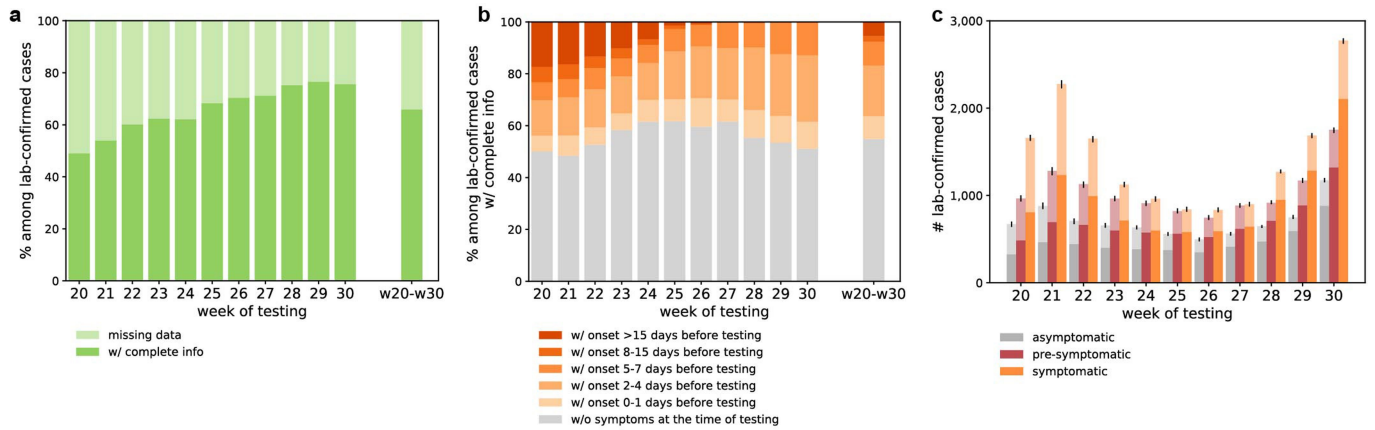 a
% among lab-confirmed cases
100
80
60
40
20
0
20 21 22 23 24 25 26 27 28 29 30 w20-w30
week of testing
missing data
w/ complete info
b
% among lab-confirmed cases
w/ complete info
100
80
60
40
20
0
20 21 22 23 24 25 26 27 28 29 30 w20-w30
week of testing
w/ onset >15 days before testing
w/ onset 8-15 days before testing
w/ onset 5-7 days before testing
w/ onset 2-4 days before testing
w/ onset 0-1 days before testing
w/o symptoms at the time of testing
c
# lab-confirmed cases
3,000
2,000
1,000
0
20 21 22 23 24 25 26 27 28 29 30
week of testing
asymptomatic
pre-symptomatic
symptomatic